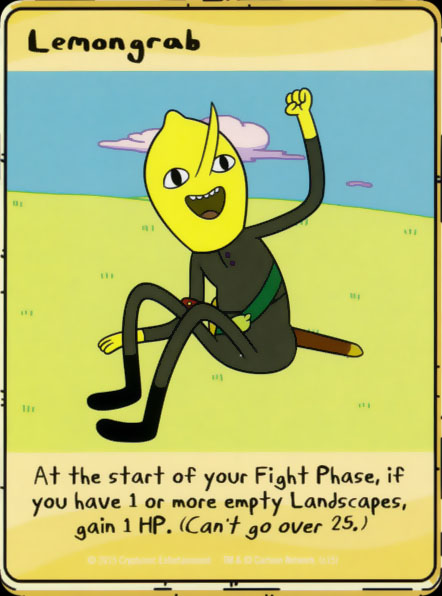 Lemongrab
At the start of your Fight Phase, if
you have 1 or more empty Landscapes,
gain 1 HP. (Can't go over 25.)
© 2015 Cryptozoic Entertainment TM & © Cartoon Network.